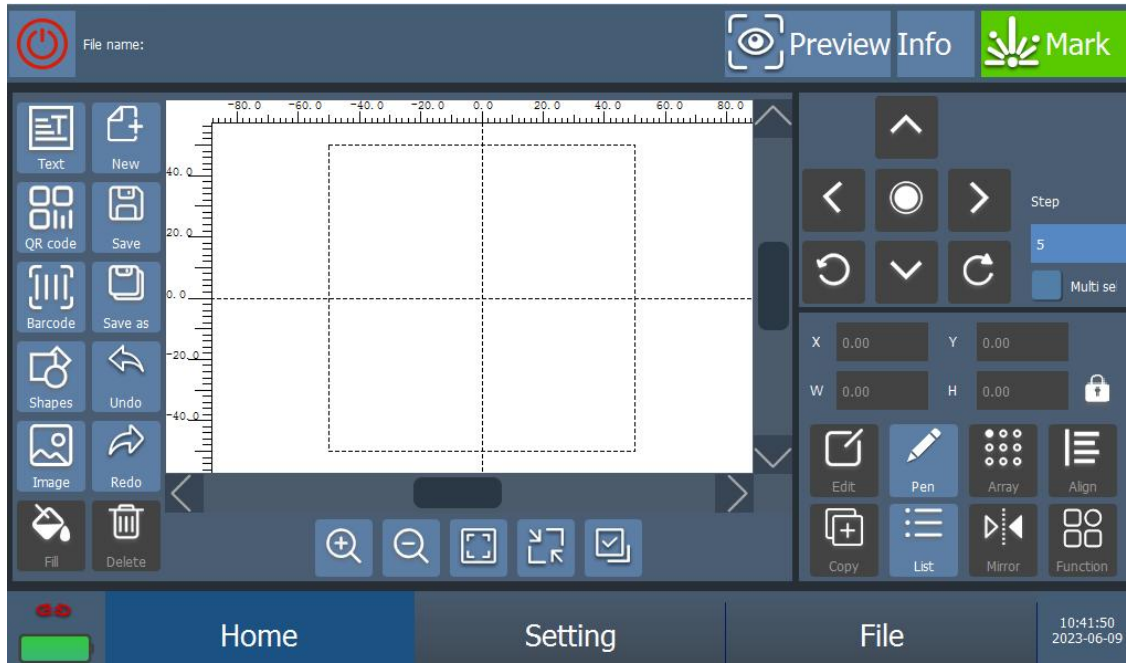 File name:
Preview
Info
Mark
-80.0 -60.0 -40.0 -20.0 0.0 20.0 40.0 60.0 80.0
40.0
20.0
0.0
-20.0
-40.0
Text
New
QR code
Save
Barcode
Save as
Shapes
Undo
Image
Redo
Fill
Delete
Step
5
Multi sel
X 0.00 Y 0.00
W 0.00 H 0.00
Edit Pen Array Align
Copy List Mirror Function
Home Setting File
10:41:50
2023-06-09